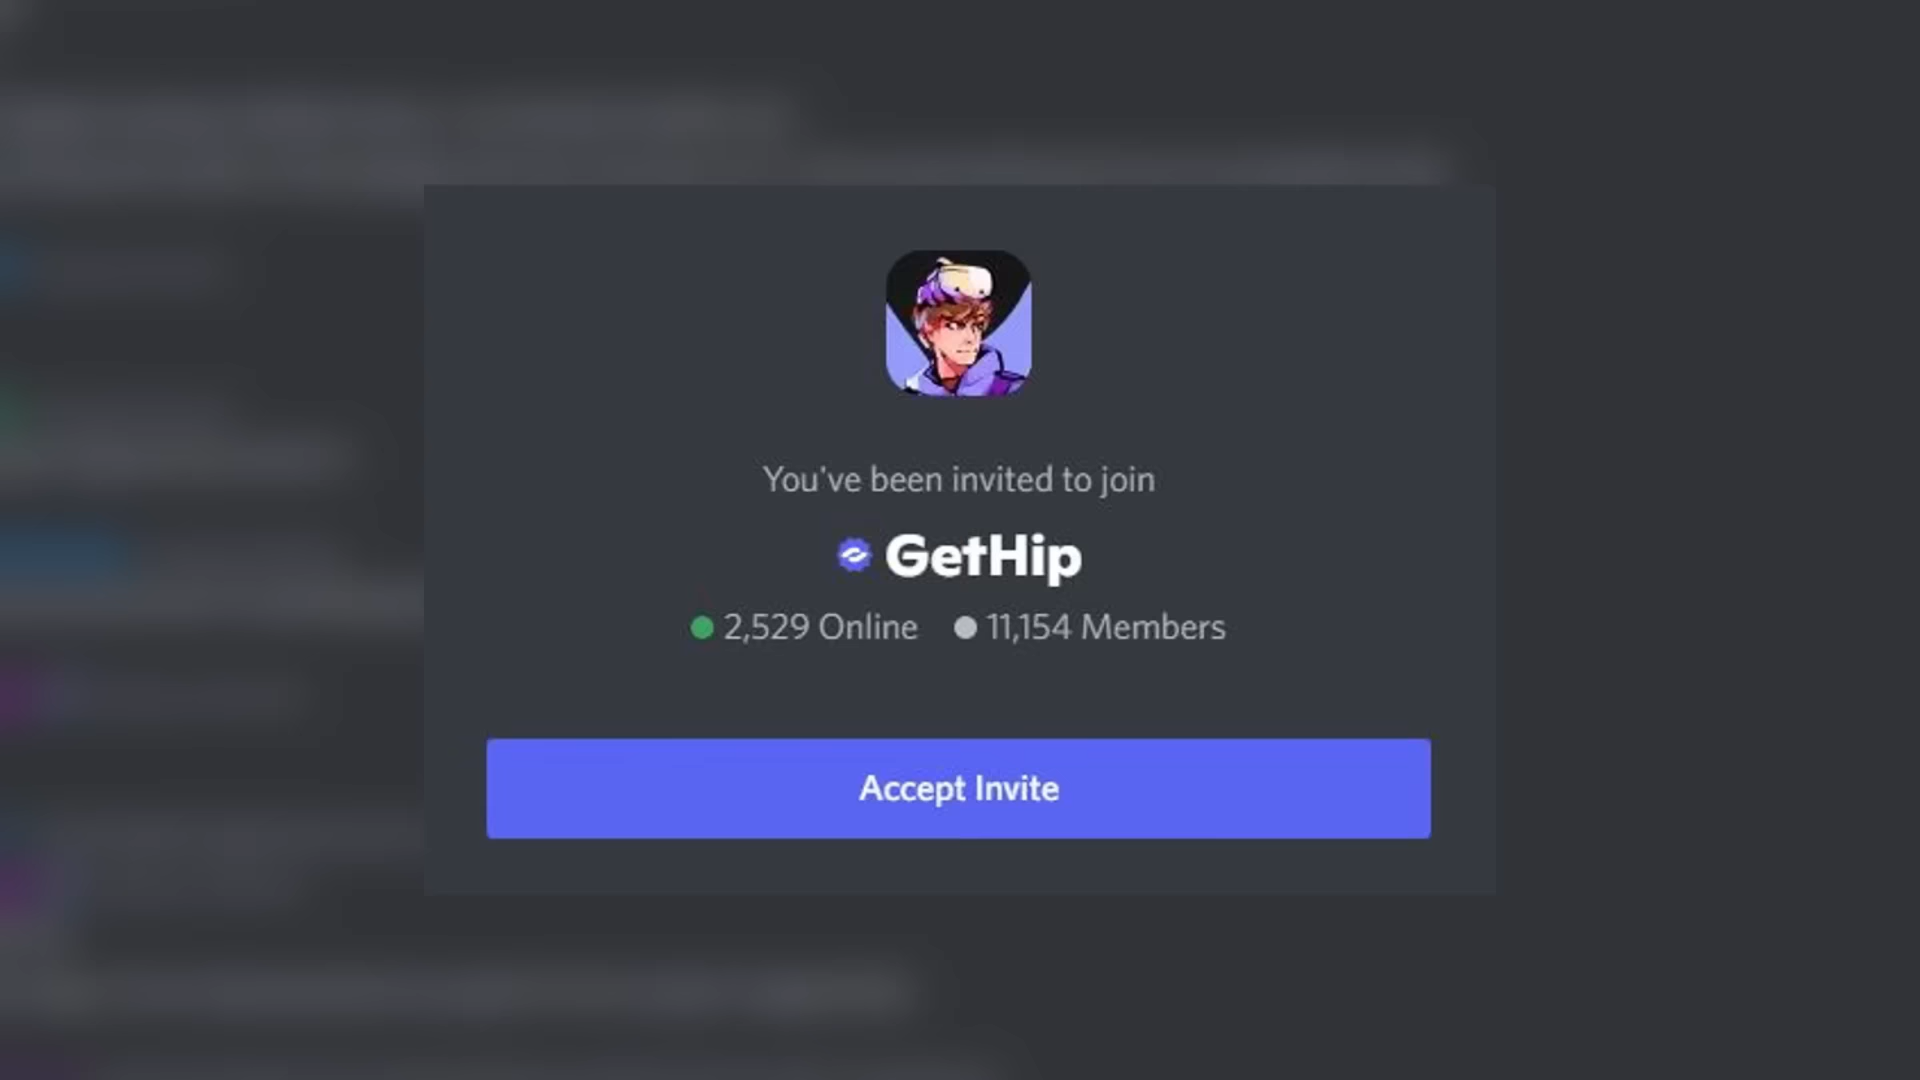 You've been invited to join
GetHip
2,529 Online 11,154 Members
Accept Invite